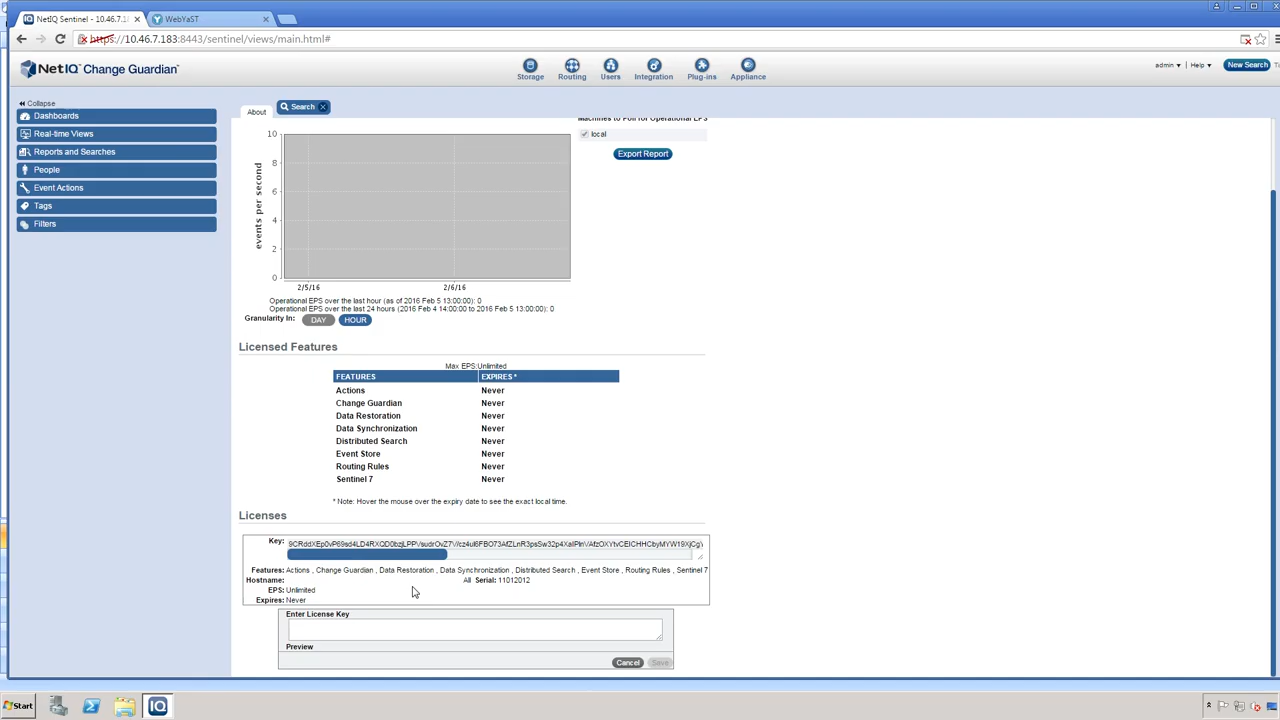 NetIQ Sentinel - 10.46.7.1
WebYaST
https://10.46.7.183:8443/sentinel/views/main.html#
NetIQ Change Guardian
Storage
Routing
Users
Integration
Plug-ins
Appliance
admin
Help
New Search
Collapse
Dashboards
Real-time Views
Reports and Searches
People
Event Actions
Tags
Filters
About
Search
Machines to Poll for Operational EPS
local
Export Report
events per second
10
8
6
4
2
0
2/5/16
2/6/16
Operational EPS over the last hour (as of 2016 Feb 5 13:00:00): 0
Operational EPS over the last 24 hours (2016 Feb 4 14:00:00 to 2016 Feb 5 13:00:00): 0
Granularity In: DAY HOUR
Licensed Features
Max EPS:Unlimited
FEATURES EXPIRES *
Actions Never
Change Guardian Never
Data Restoration Never
Data Synchronization Never
Distributed Search Never
Event Store Never
Routing Rules Never
Sentinel 7 Never
* Note: Hover the mouse over the expiry date to see the exact local time.
Licenses
Key:
Features: Actions , Change Guardian , Data Restoration , Data Synchronization , Distributed Search , Event Store , Routing Rules , Sentinel 7
Hostname: All Serial: 11012012
EPS: Unlimited
Expires: Never
Enter License Key
Preview
Cancel
Save
Start